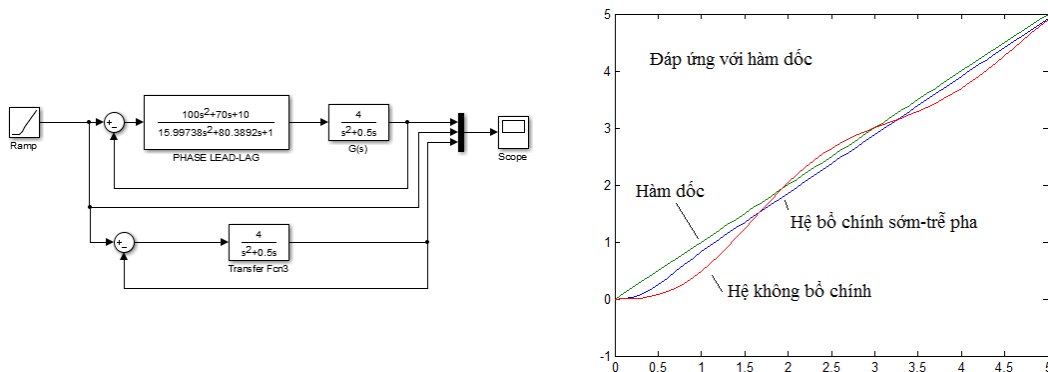 Ramp
100s²+70s+10
15.99738s²+80.3892s+1
PHASE LEAD-LAG
4
s²+0.5s
G(s)
Scope
4
s²+0.5s
Transfer Fcn3
Đáp ứng với hàm dốc
Hàm dốc
Hệ bổ chính sớm-trễ pha
Hệ không bổ chính
5
4
3
2
1
0
-1
0 0.5 1 1.5 2 2.5 3 3.5 4 4.5 5